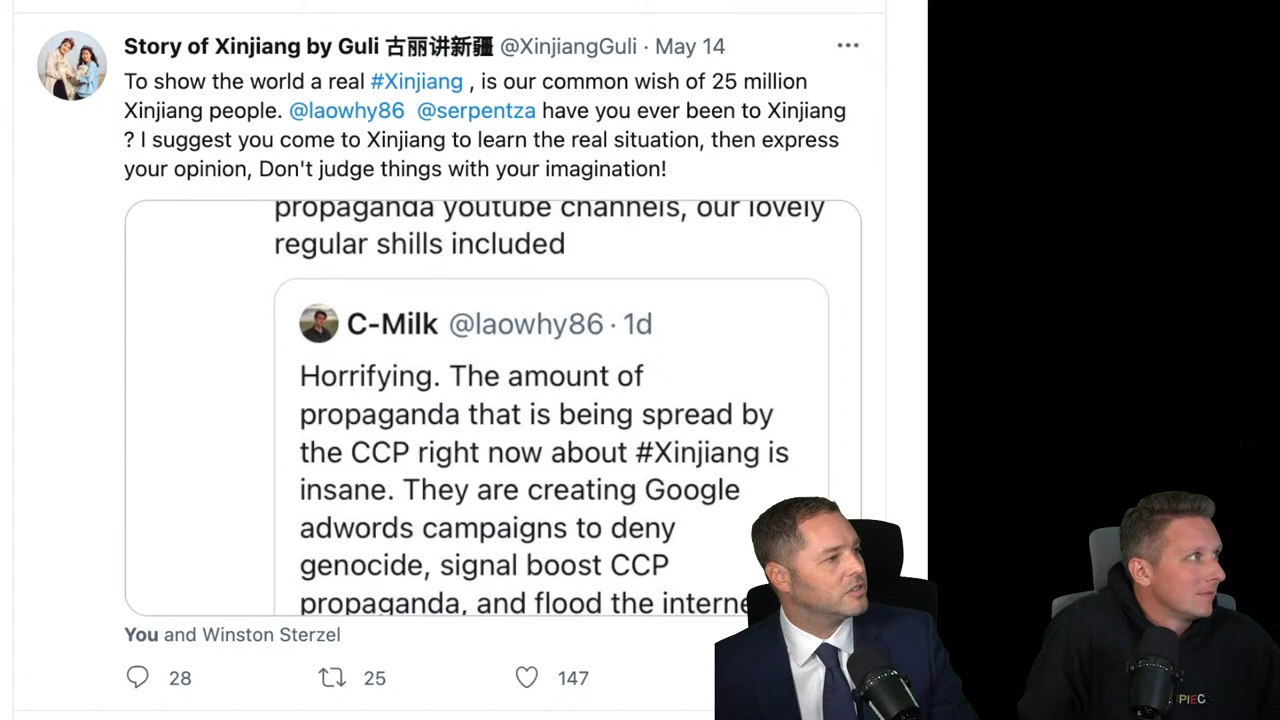 Story of Xinjiang by Guli 古丽讲新疆 @XinjiangGuli · May 14
To show the world a real #Xinjiang , is our common wish of 25 million
Xinjiang people. @laowhy86 @serpentza have you ever been to Xinjiang
? I suggest you come to Xinjiang to learn the real situation, then express
your opinion, Don't judge things with your imagination!
propaganda youtube channels, our lovely
regular shills included
C-Milk @laowhy86 · 1d
Horrifying. The amount of
propaganda that is being spread by
the CCP right now about #Xinjiang is
insane. They are creating Google
adwords campaigns to deny
genocide, signal boost CCP
propaganda, and flood the interne
You and Winston Sterzel
28 25 147